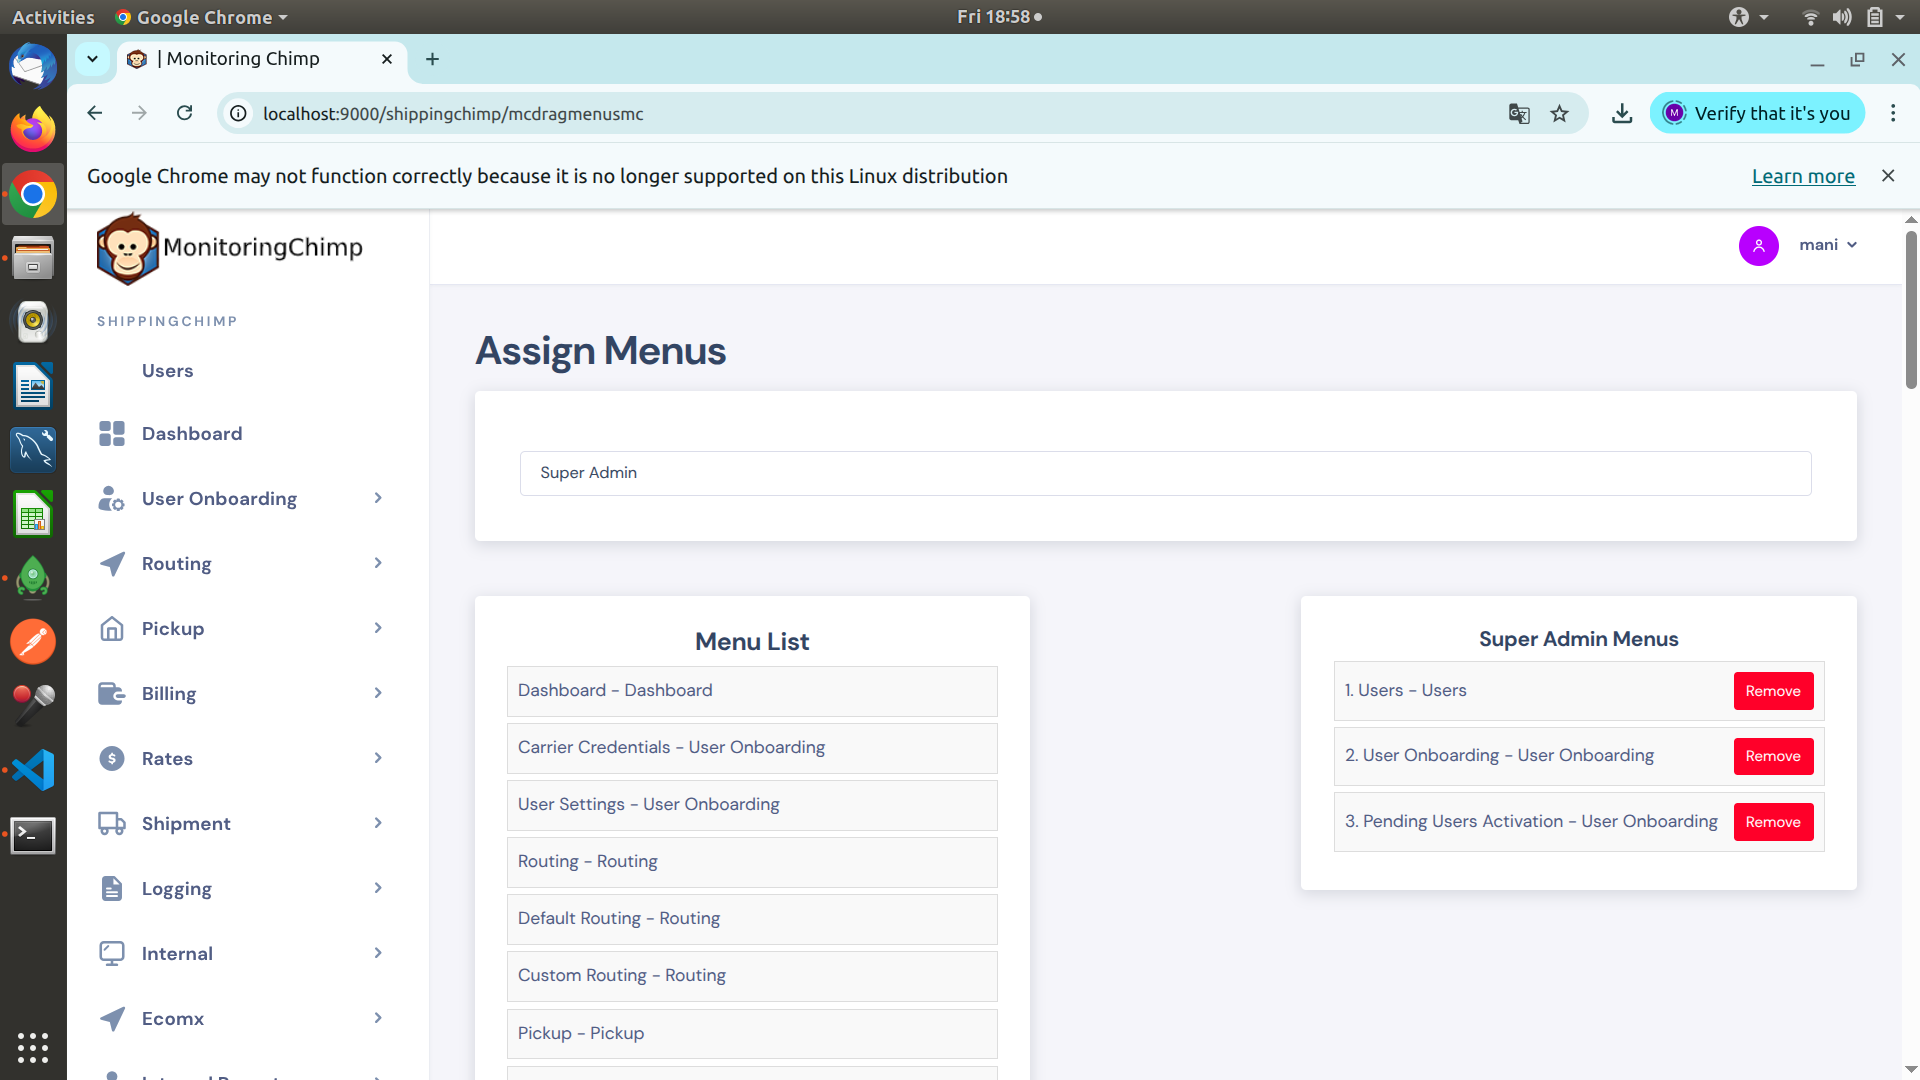 Activities
Google Chrome
Fri 18:58
| Monitoring Chimp
localhost:9000/shippingchimp/mcdragmenusmc
M
Verify that it's you
Google Chrome may not function correctly because it is no longer supported on this Linux distribution
Learn more
MonitoringChimp
mani
SHIPPINGCHIMP
Users
Dashboard
User Onboarding
Routing
Pickup
Billing
Rates
Shipment
Logging
Internal
Ecomx
Assign Menus
Super Admin
Menu List
Dashboard - Dashboard
Carrier Credentials - User Onboarding
User Settings - User Onboarding
Routing - Routing
Default Routing - Routing
Custom Routing - Routing
Pickup - Pickup
Super Admin Menus
1. Users - Users
Remove
2. User Onboarding - User Onboarding
Remove
3. Pending Users Activation - User Onboarding
Remove